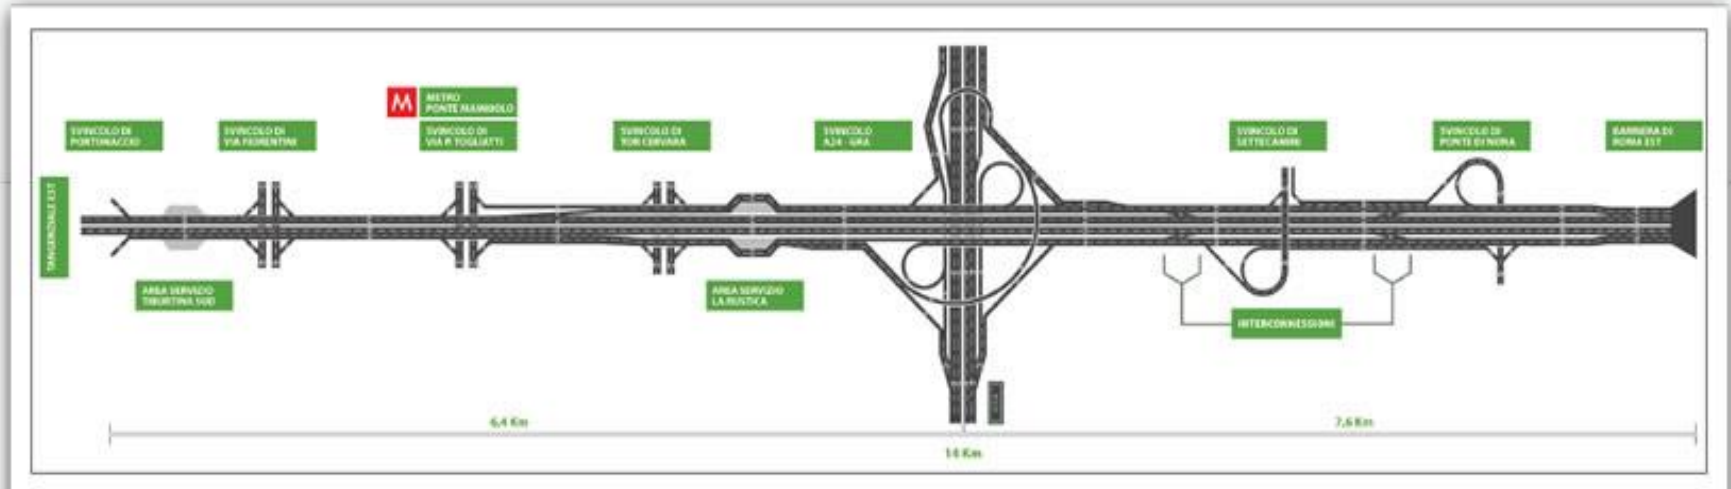 M
METRO
PONTE MAMMOLO
SVINCOLO DI
PORTONACCIO
SVINCOLO DI
VIA FIORENTINI
SVINCOLO DI
VIA P. TOGLIATTI
SVINCOLO DI
TOR CERVARA
SVINCOLO
A24 - GRA
SVINCOLO DI
SETTECAMINI
SVINCOLO DI
PONTE DI NONA
BARRIERA DI
ROMA EST
TANGENZIALE EST
AREA SERVIZIO
TIBURTINA SUD
AREA SERVIZIO
LA RUSTICA
INTERCONNESSIONI
6,4 Km
7,6 Km
14 Km